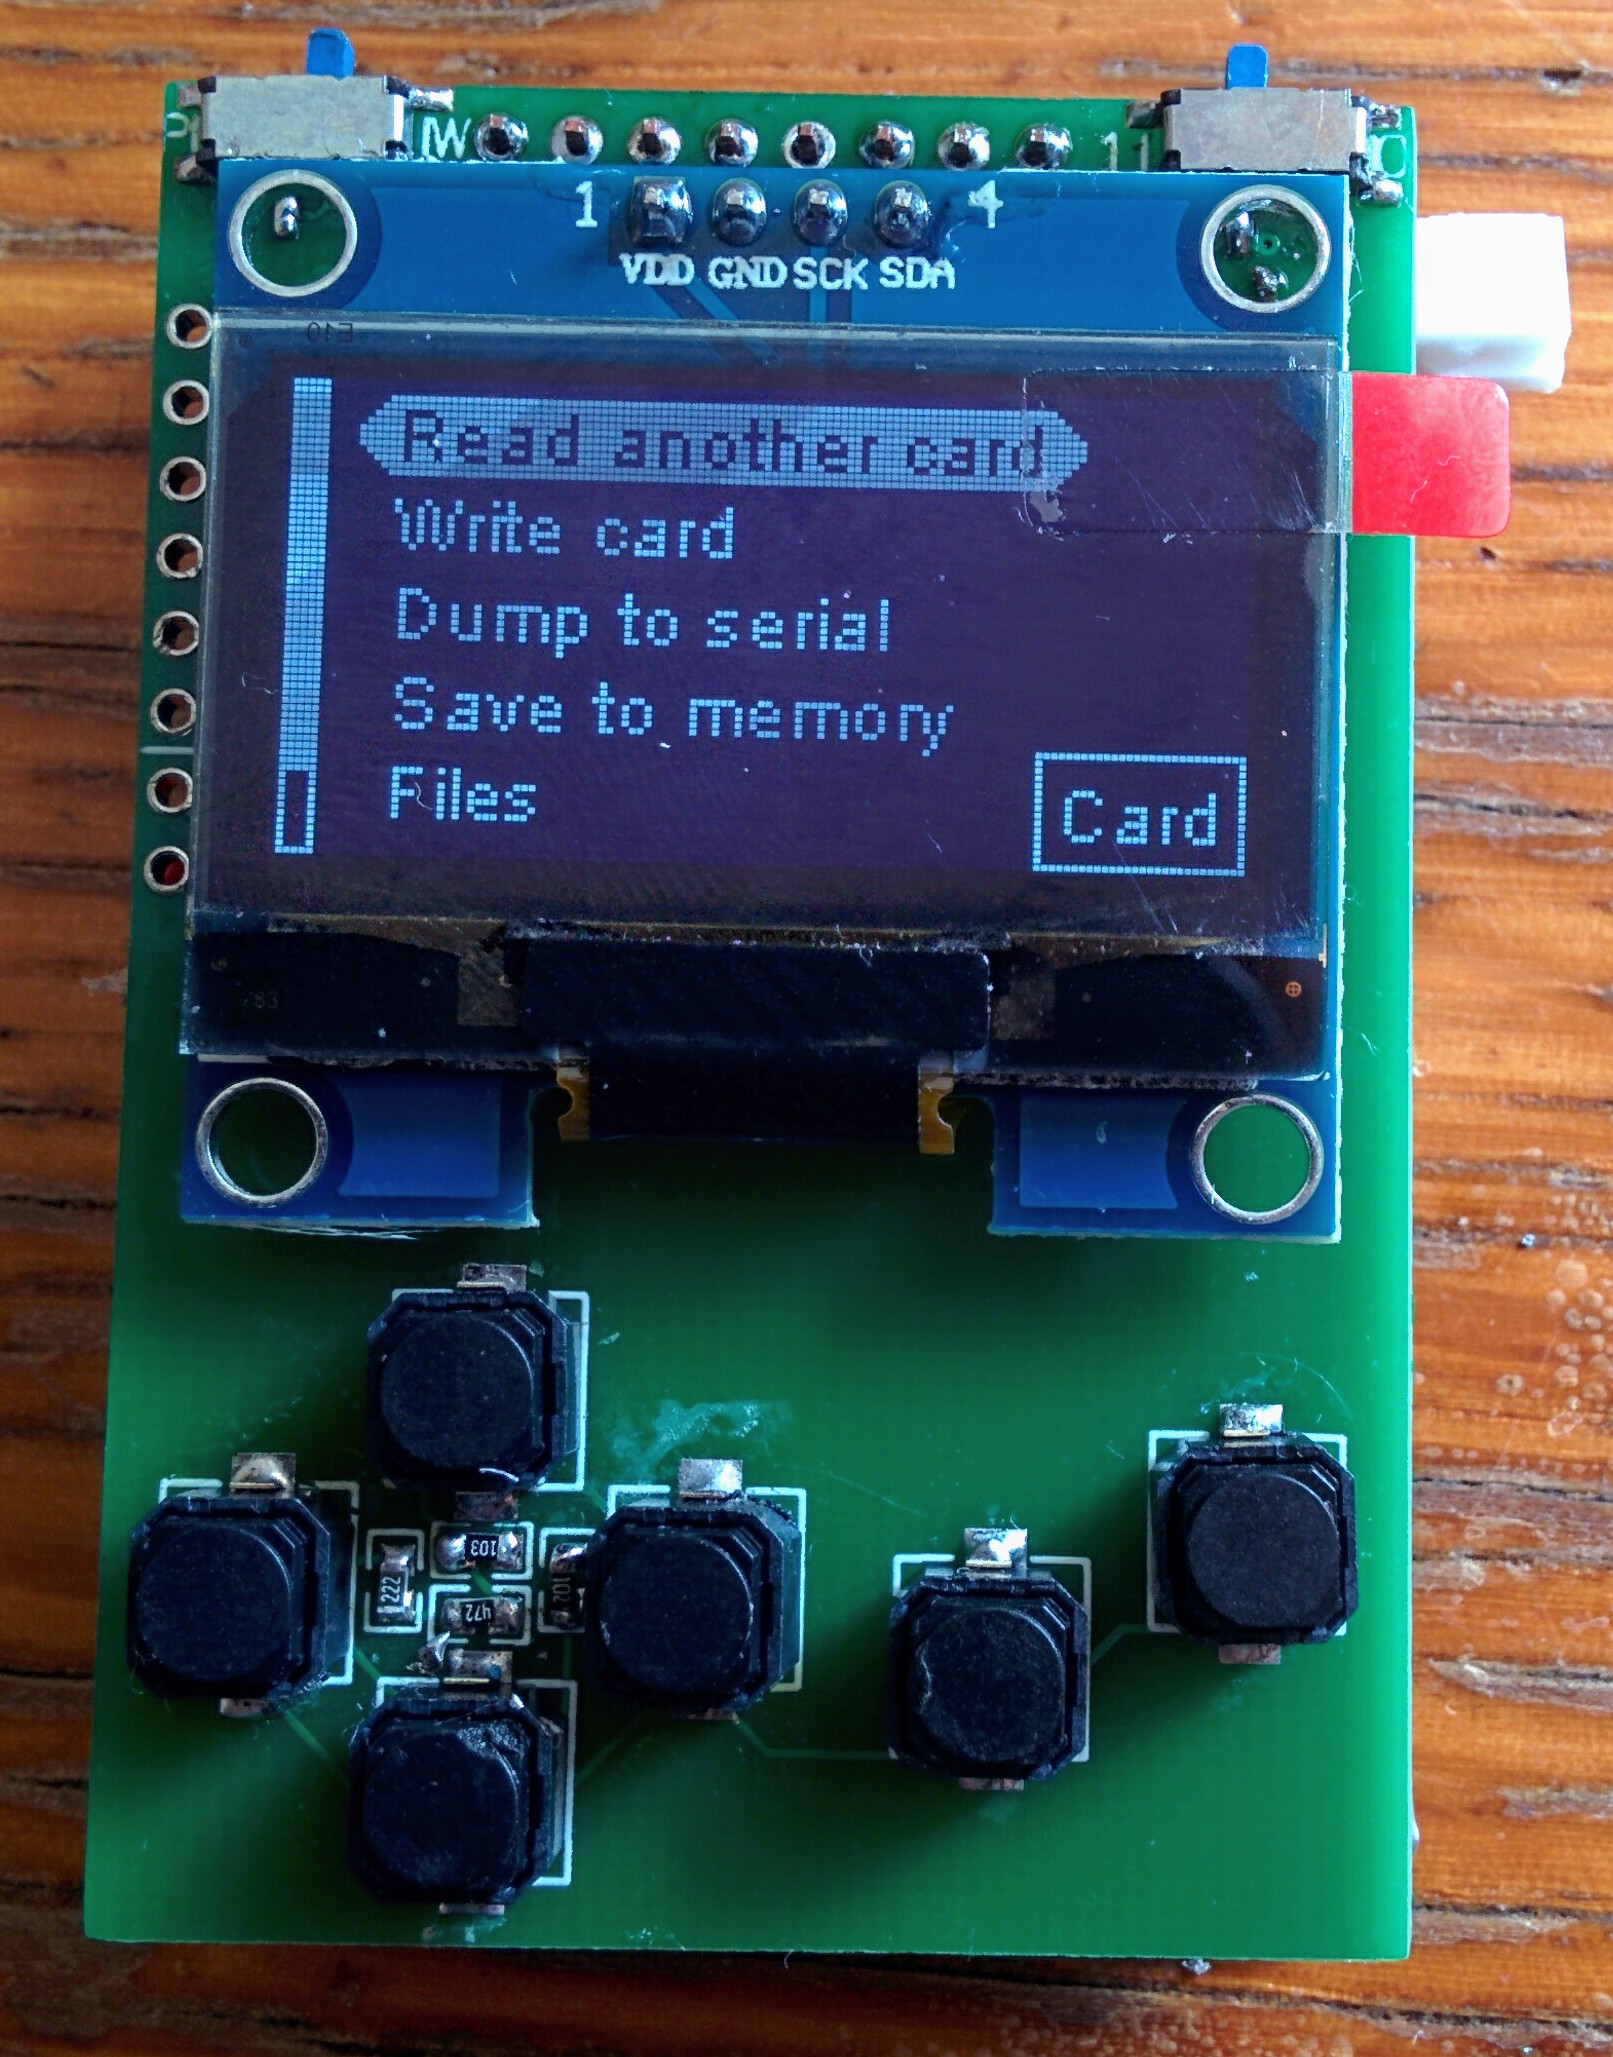 1 4
VDD GND SCK SDA
Read another card
Write card
Dump to serial
Save to memory
Files
Card
103
222
472
102